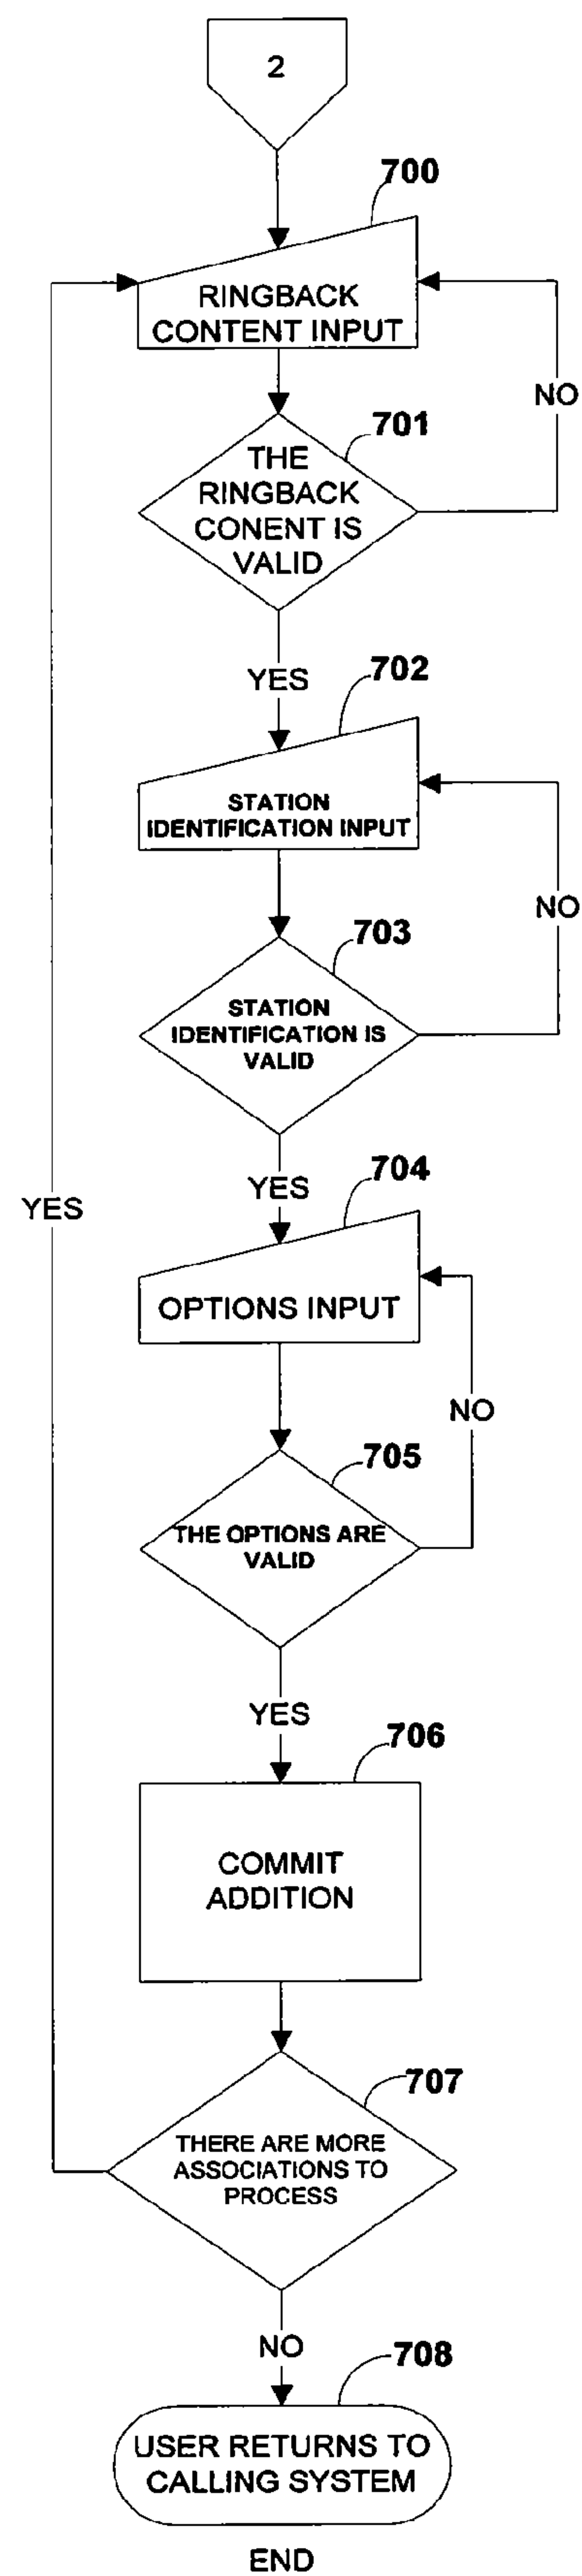 2
700
RINGBACK
CONTENT INPUT
NO
701
THE
RINGBACK
CONENT IS
VALID
YES
702
STATION
IDENTIFICATION INPUT
NO
703
STATION
IDENTIFICATION IS
VALID
YES
704
YES
OPTIONS INPUT
NO
705
THE OPTIONS ARE
VALID
YES
706
COMMIT
ADDITION
707
THERE ARE MORE
ASSOCIATIONS TO
PROCESS
NO
708
USER RETURNS TO
CALLING SYSTEM
END